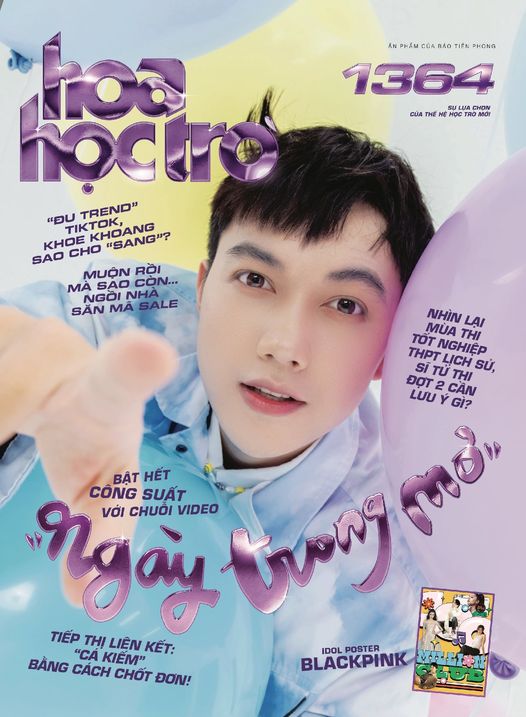 hoa
học trò
ẤN PHẨM CỦA BÁO TIỀN PHONG
1364
SỰ LỰA CHỌN
CỦA THẾ HỆ HỌC TRÒ MỚI
“ĐU TREND”
TIKTOK,
KHOE KHOANG
SAO CHO “SANG”?
MUỘN RỒI
MÀ SAO CÒN...
NGỒI NHÀ
SĂN MÃ SALE
NHÌN LẠI
MÙA THI
TỐT NGHIỆP
THPT LỊCH SỬ,
SĨ TỬ THI
ĐỢT 2 CẦN
LƯU Ý GÌ?
BẬT HẾT
CÔNG SUẤT
VỚI CHUỖI VIDEO
“ngày trong mơ”
TIẾP THỊ LIÊN KẾT:
“CÁ KIẾM”
BẰNG CÁCH CHỐT ĐƠN!
IDOL POSTER
BLACKPINK
MILLION
CLUB